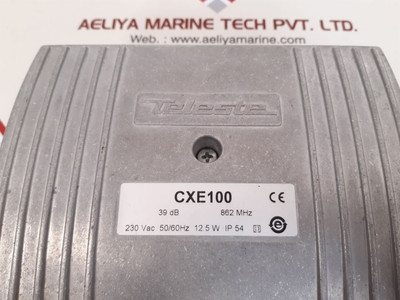 AELIYA MARINE TECH PVT. LTD.
Web. : www.aeliyamarine.com
Teleste
CXE100
CE
39 dB 862 MHz
230 Vac 50/60Hz 12.5 W IP 54